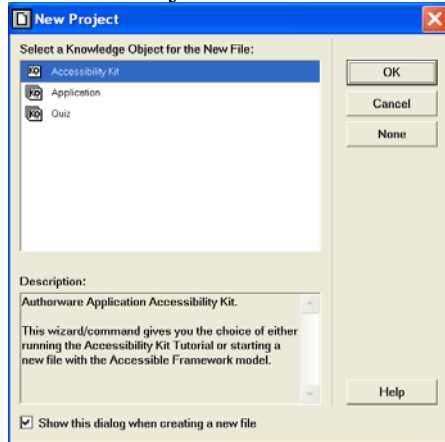 New Project
Select a Knowledge Object for the New File:
Accessibility Kit
Application
Quiz
OK
Cancel
None
Description:
Authorware Application Accessibility Kit.
This wizard/command gives you the choice of either
running the Accessibility Kit Tutorial or starting a
new file with the Accessible Framework model.
Help
Show this dialog when creating a new file